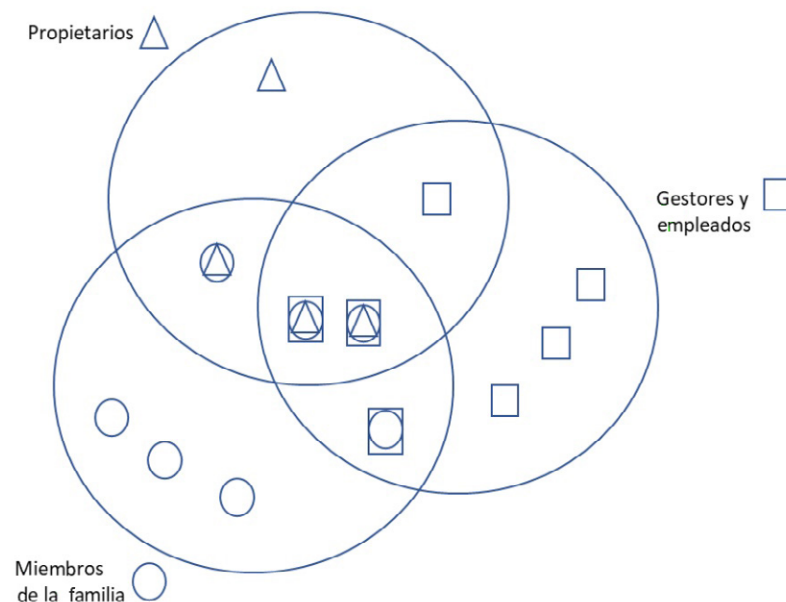 Propietarios
Gestores y
empleados
Miembros
de la familia